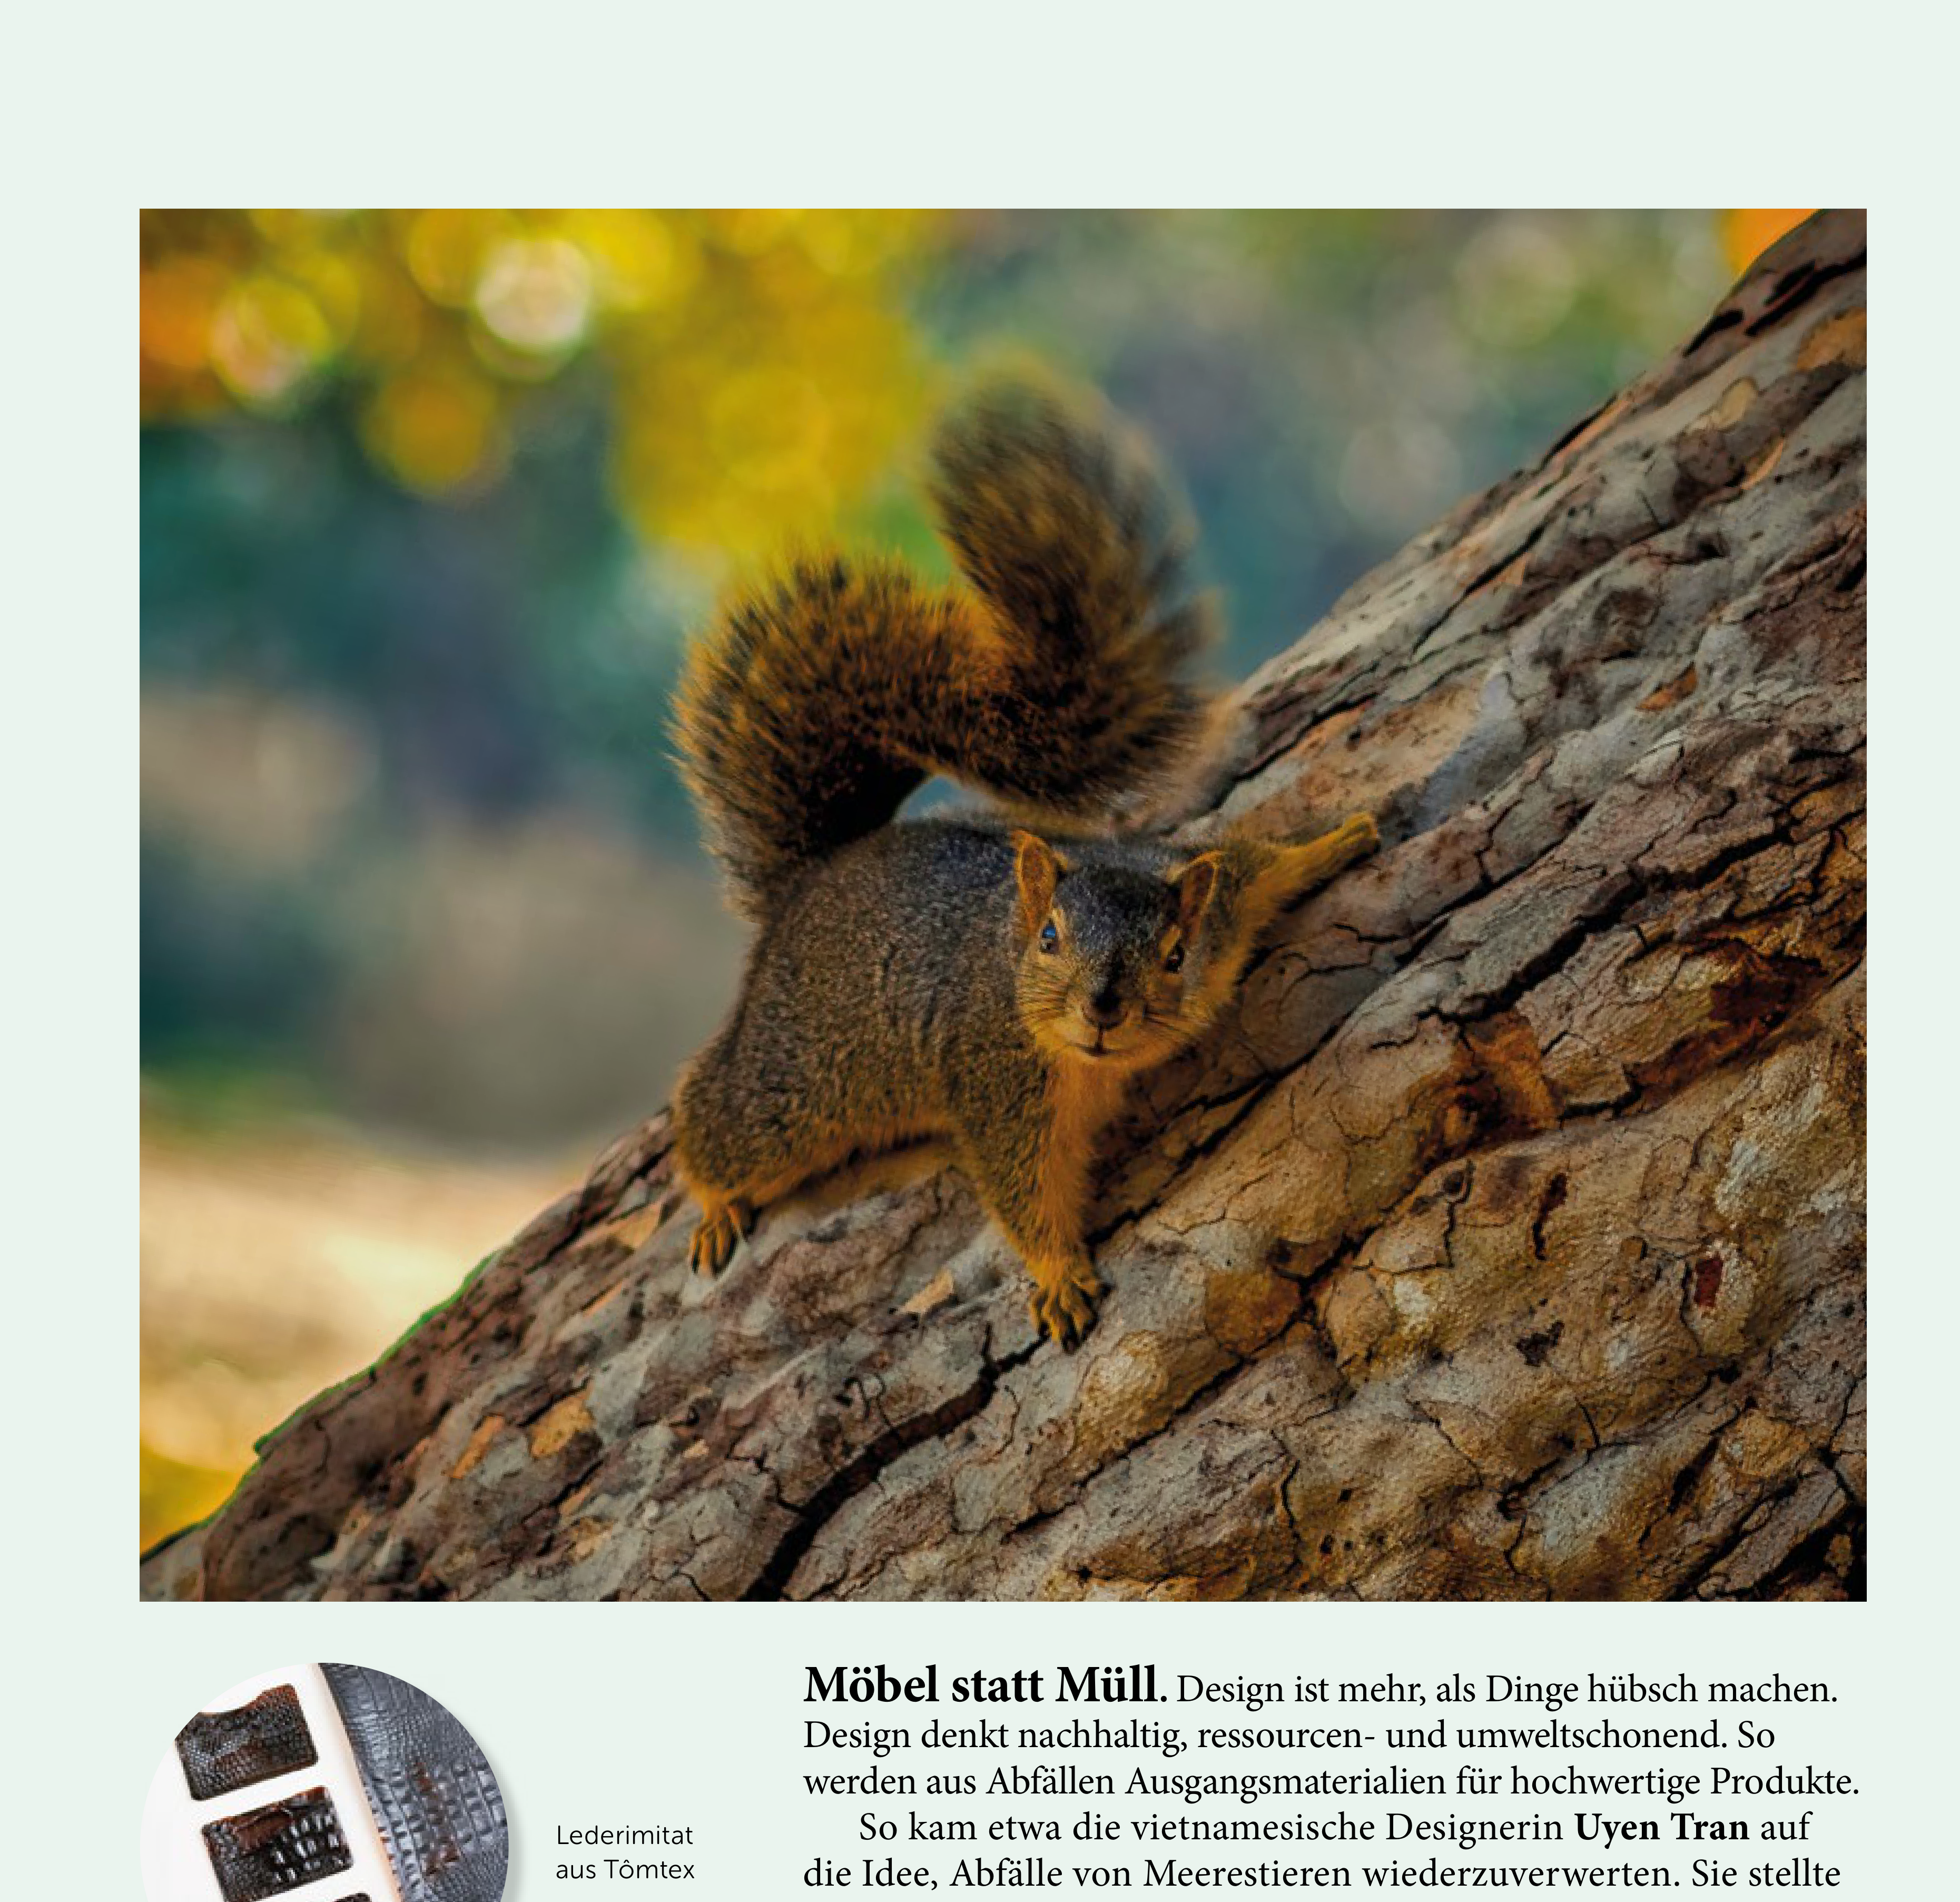 Möbel statt Müll. Design ist mehr, als Dinge hübsch machen.
Design denkt nachhaltig, ressourcen- und umweltschonend. So
werden aus Abfällen Ausgangsmaterialien für hochwertige Produkte.
So kam etwa die vietnamesische Designerin Uyen Tran auf
die Idee, Abfälle von Meerestieren wiederzuverwerten. Sie stellte
Lederimitat
aus Tômtex